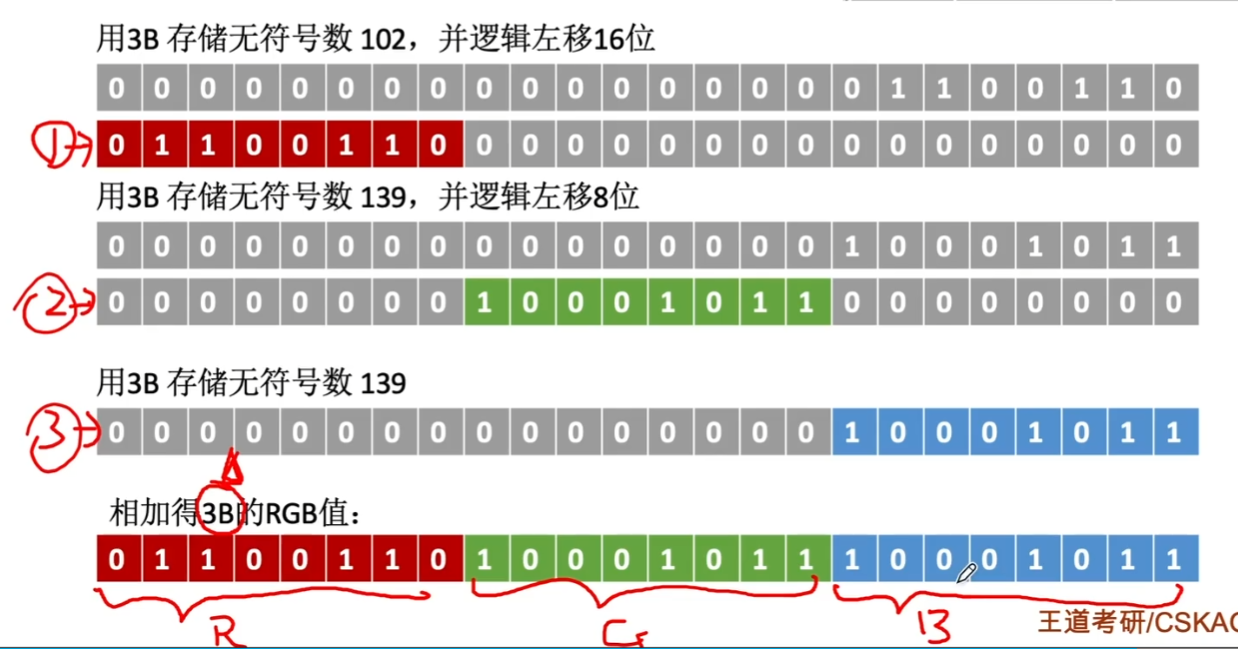 用3B 存储无符号数 102，并逻辑左移16位
0 0 0 0 0 0 0 0 0 0 0 0 0 0 0 0 0 1 1 0 0 1 1 0
① 0 1 1 0 0 1 1 0 0 0 0 0 0 0 0 0 0 0 0 0 0 0 0 0
用3B 存储无符号数 139，并逻辑左移8位
0 0 0 0 0 0 0 0 0 0 0 0 0 0 0 0 1 0 0 0 1 0 1 1
② 0 0 0 0 0 0 0 0 1 0 0 0 1 0 1 1 0 0 0 0 0 0 0 0
用3B 存储无符号数 139
③ 0 0 0 0 0 0 0 0 0 0 0 0 0 0 0 0 1 0 0 0 1 0 1 1
相加得3B的RGB值：
0 1 1 0 0 1 1 0 1 0 0 0 1 0 1 1 1 0 0 0 1 0 1 1
R G B
王道考研/CSKAO